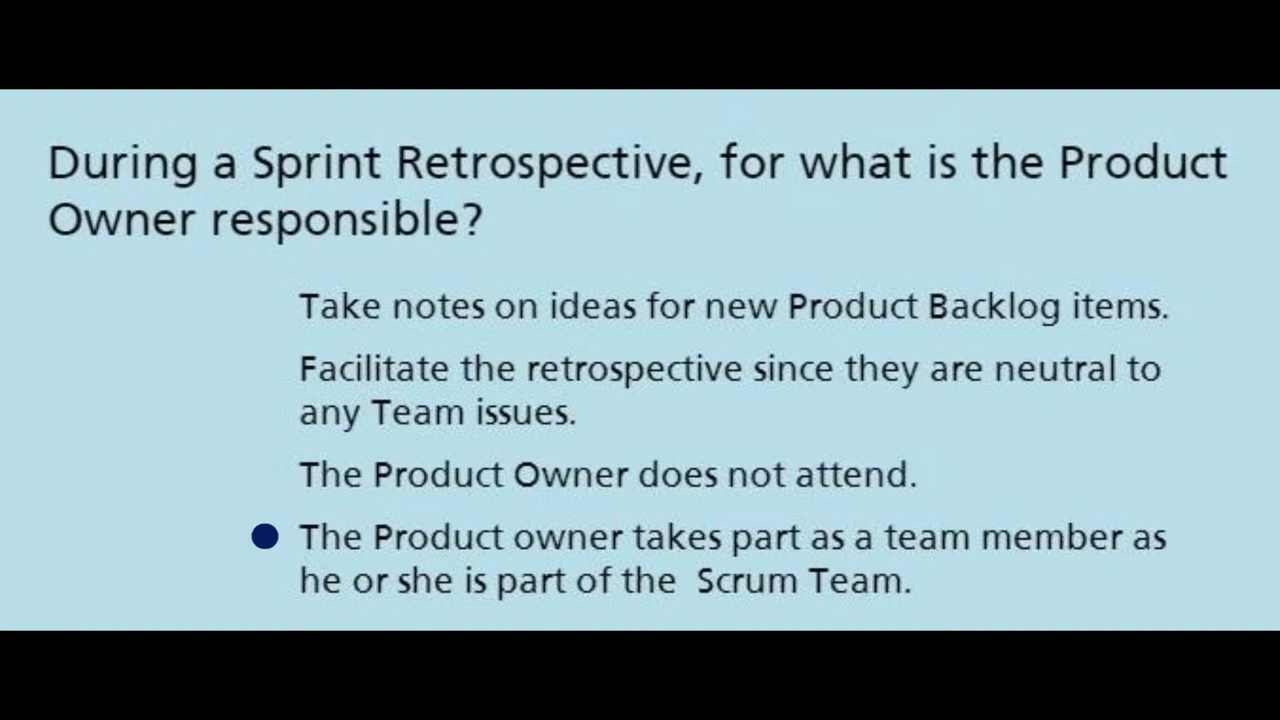 During a Sprint Retrospective, for what is the Product
Owner responsible?
Take notes on ideas for new Product Backlog items.
Facilitate the retrospective since they are neutral to
any Team issues.
The Product Owner does not attend.
The Product owner takes part as a team member as
he or she is part of the Scrum Team.